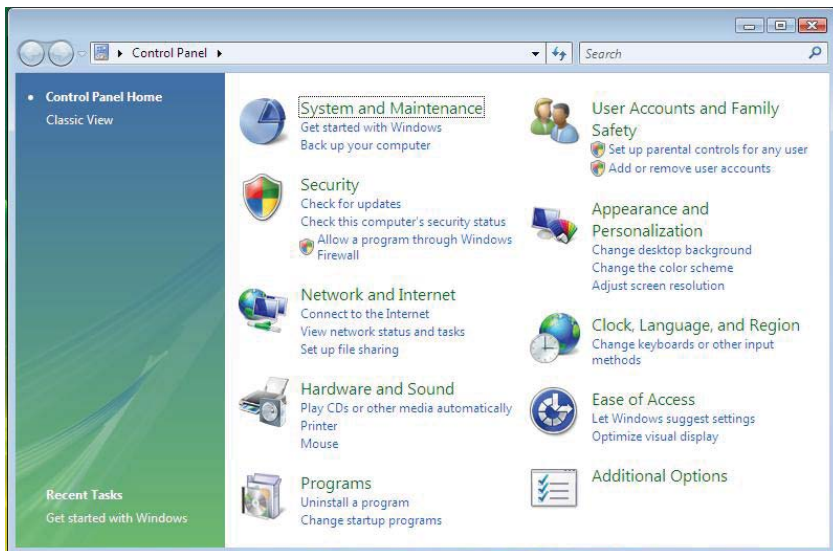 Control Panel
Search
Control Panel Home
Classic View
System and Maintenance
Get started with Windows
Back up your computer
Security
Check for updates
Check this computer's security status
Allow a program through Windows
Firewall
Network and Internet
Connect to the Internet
View network status and tasks
Set up file sharing
Hardware and Sound
Play CDs or other media automatically
Printer
Mouse
Programs
Uninstall a program
Change startup programs
User Accounts and Family
Safety
Set up parental controls for any user
Add or remove user accounts
Appearance and
Personalization
Change desktop background
Change the color scheme
Adjust screen resolution
Clock, Language, and Region
Change keyboards or other input
methods
Ease of Access
Let Windows suggest settings
Optimize visual display
Additional Options
Recent Tasks
Get started with Windows